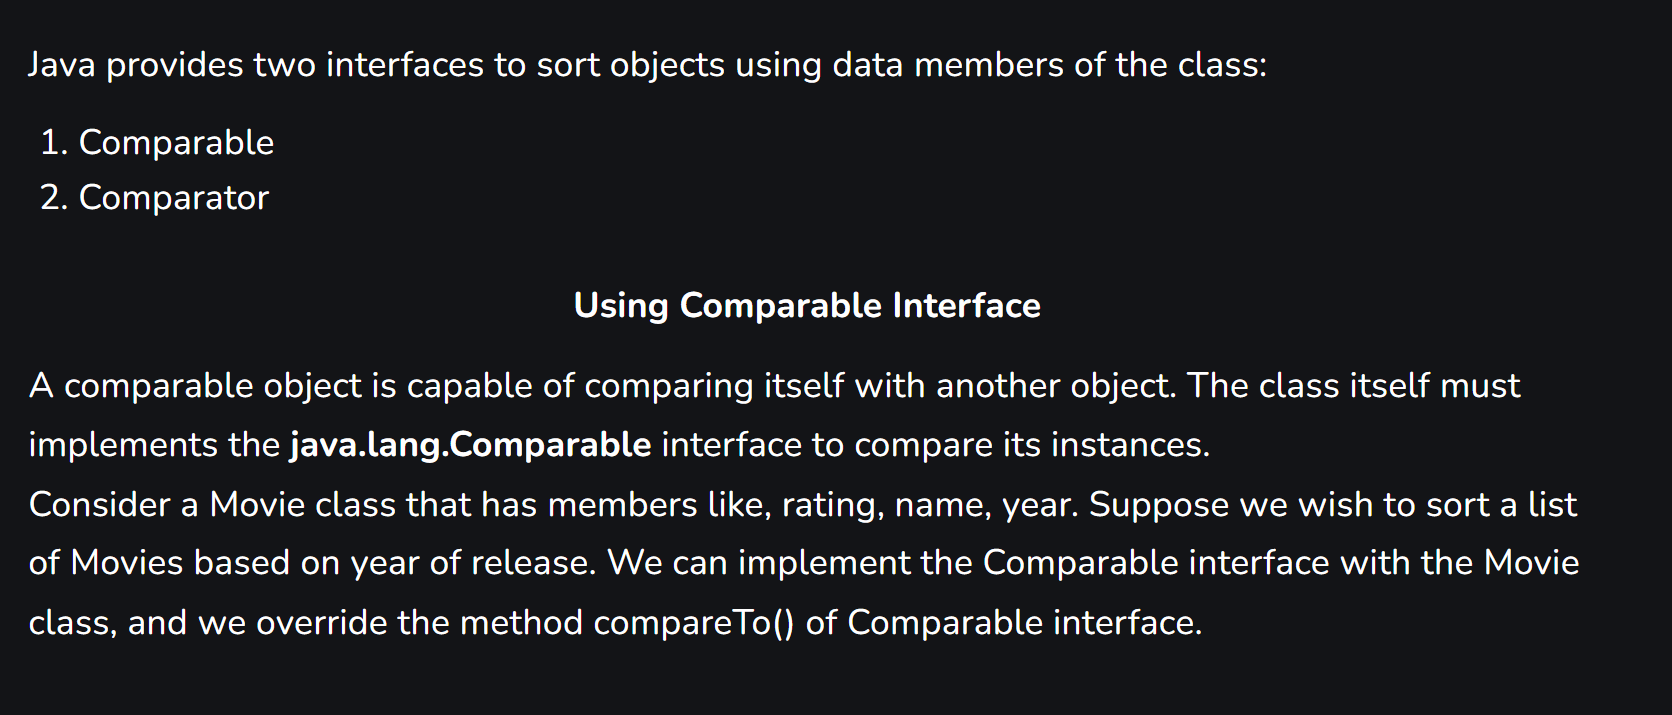 Java provides two interfaces to sort objects using data members of the class:
1. Comparable
2. Comparator
Using Comparable Interface
A comparable object is capable of comparing itself with another object. The class itself must
implements the java.lang.Comparable interface to compare its instances.
Consider a Movie class that has members like, rating, name, year. Suppose we wish to sort a list
of Movies based on year of release. We can implement the Comparable interface with the Movie
class, and we override the method compareTo() of Comparable interface.